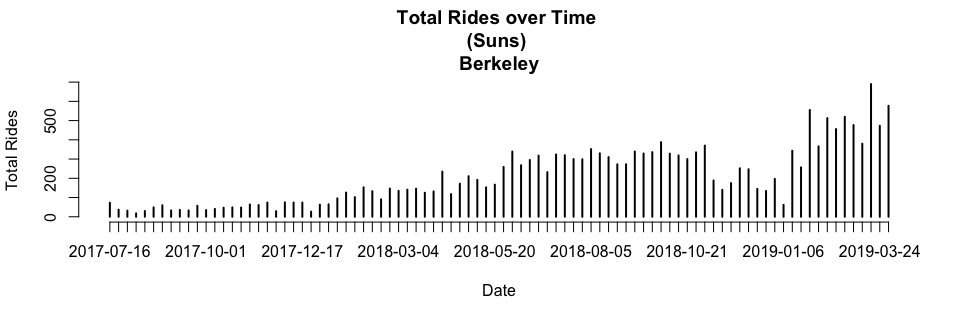 Total Rides over Time
(Suns)
Berkeley
Total Rides
500
200
0
2017-07-16 2017-10-01 2017-12-17 2018-03-04 2018-05-20 2018-08-05 2018-10-21 2019-01-06 2019-03-24
Date